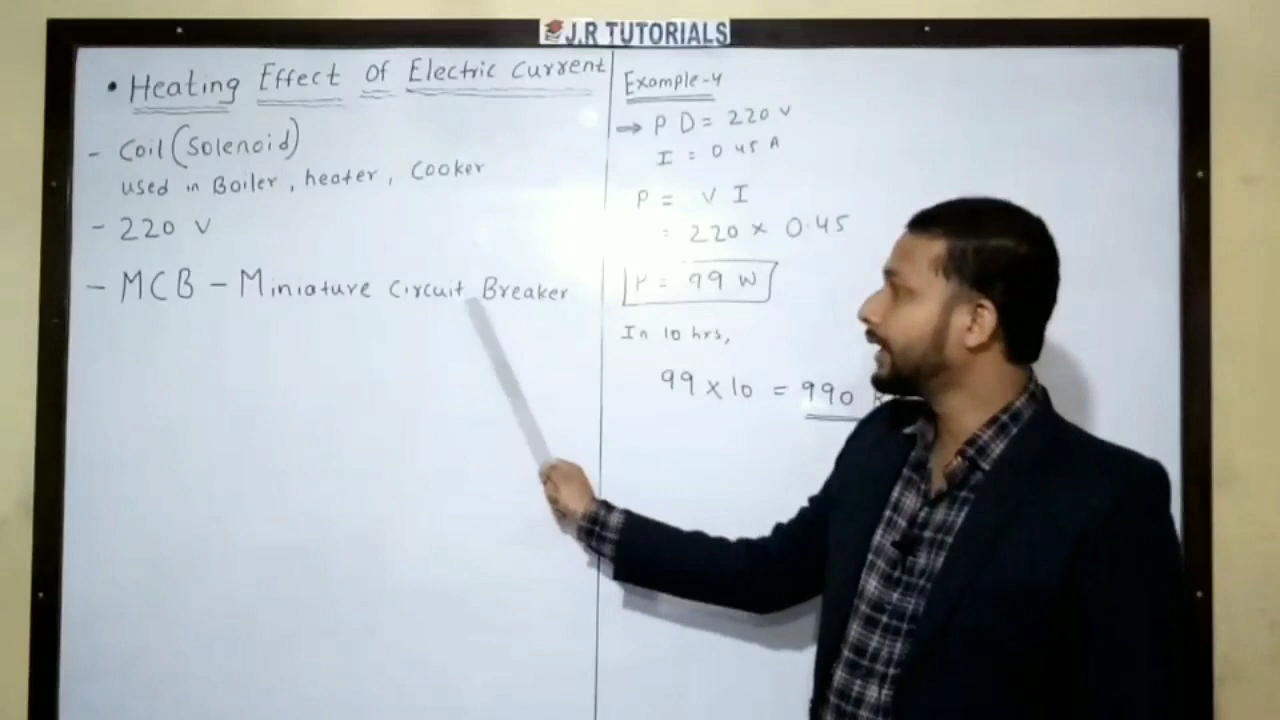 J.R TUTORIALS
• Heating Effect Of Electric Current
- Coil (Solenoid)
used in Boiler, heater, Cooker
- 220 V
- MCB - Miniature Circuit Breaker
Example-4
⇒ P D = 220 V
I = 0.45 A
P = V I
= 220 × 0.45
P = 99 W
In 10 hrs,
99 × 10 = 990